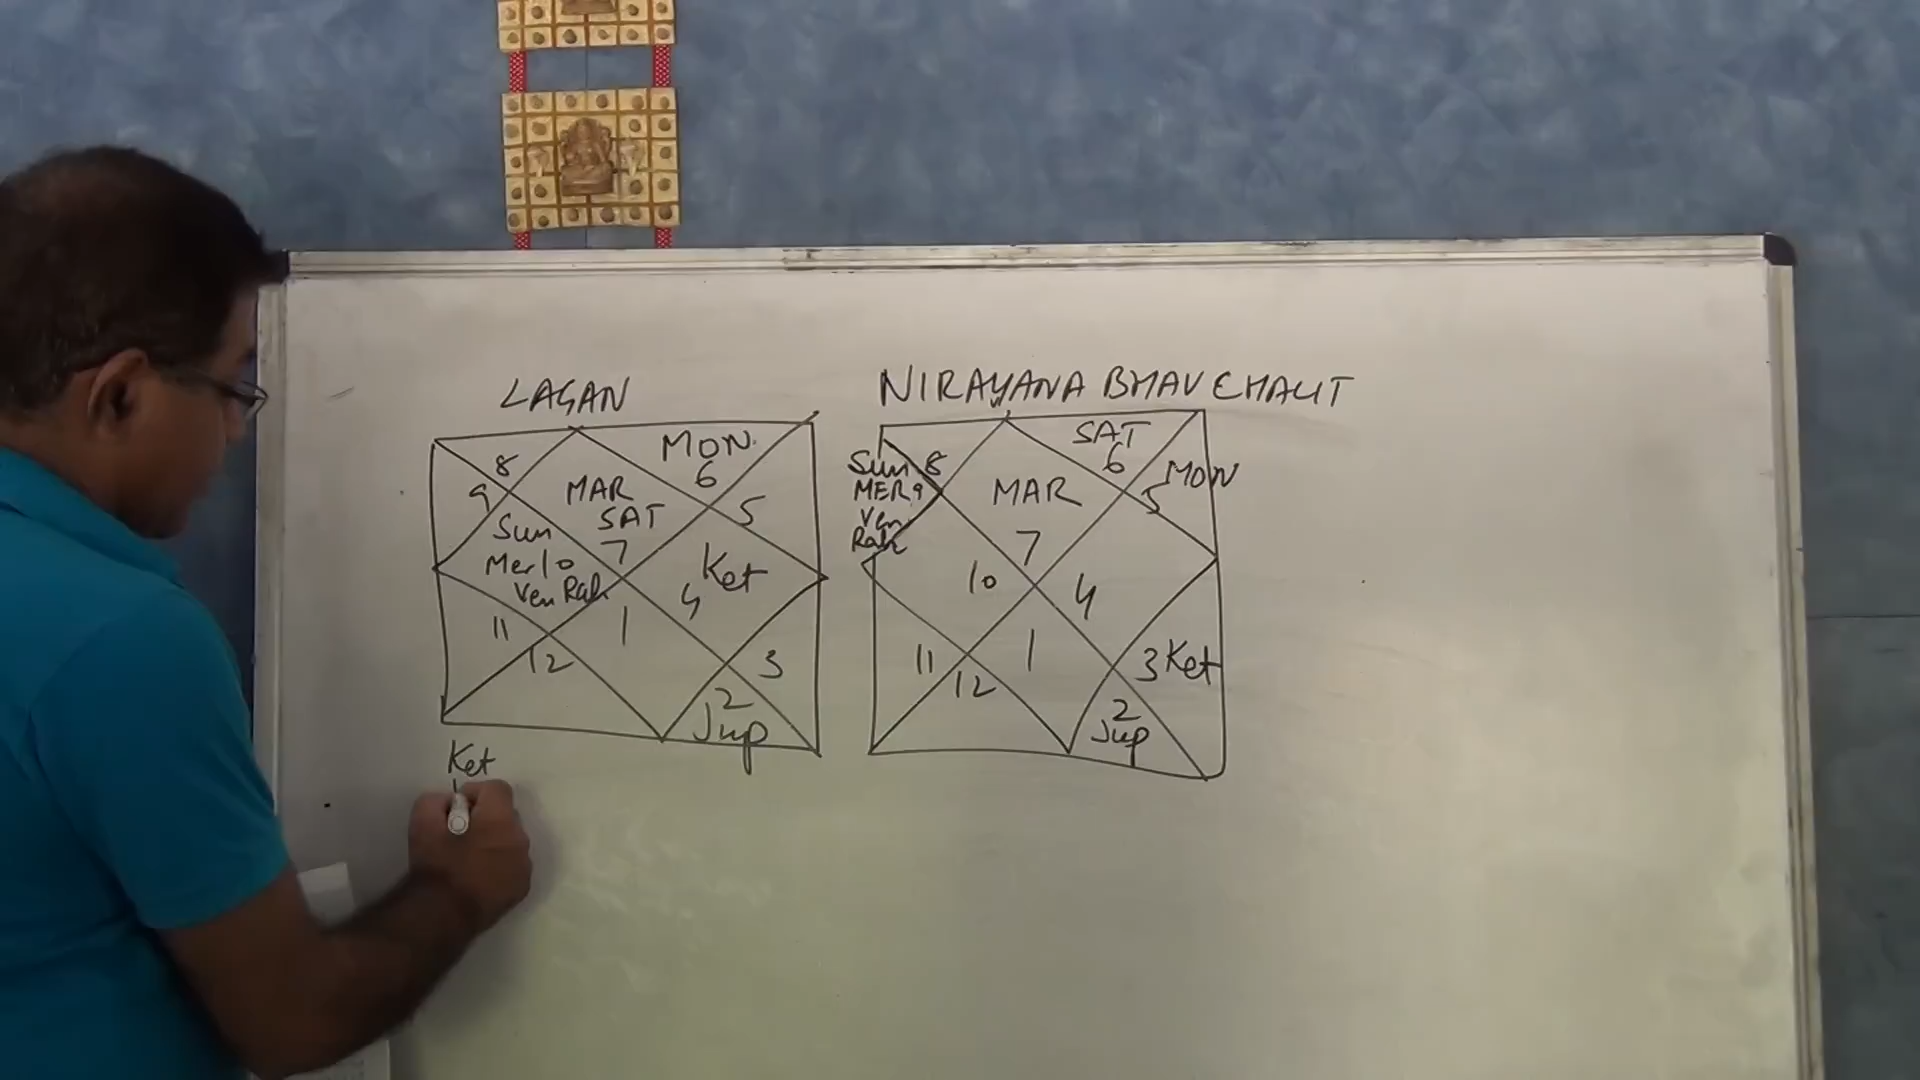 LAGAN
MON
8
6
9
MAR
SAT
5
Sun
7
Mer 10
Ket
Ven Rah
4
11
1
12
3
2
Jup
Ket
NIRAYANA BHAV CHALIT
SAT
Sun 8
6
MON
MER 9
MAR
5
Ven
Rah
7
10
4
11
1
3 Ket
12
2
Jup